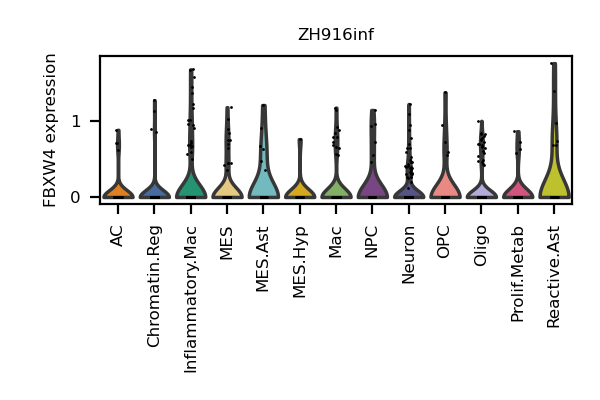 ZH916inf
FBXW4 expression
1
0
AC
Chromatin.Reg
Inflammatory.Mac
MES
MES.Ast
MES.Hyp
Mac
NPC
Neuron
OPC
Oligo
Prolif.Metab
Reactive.Ast